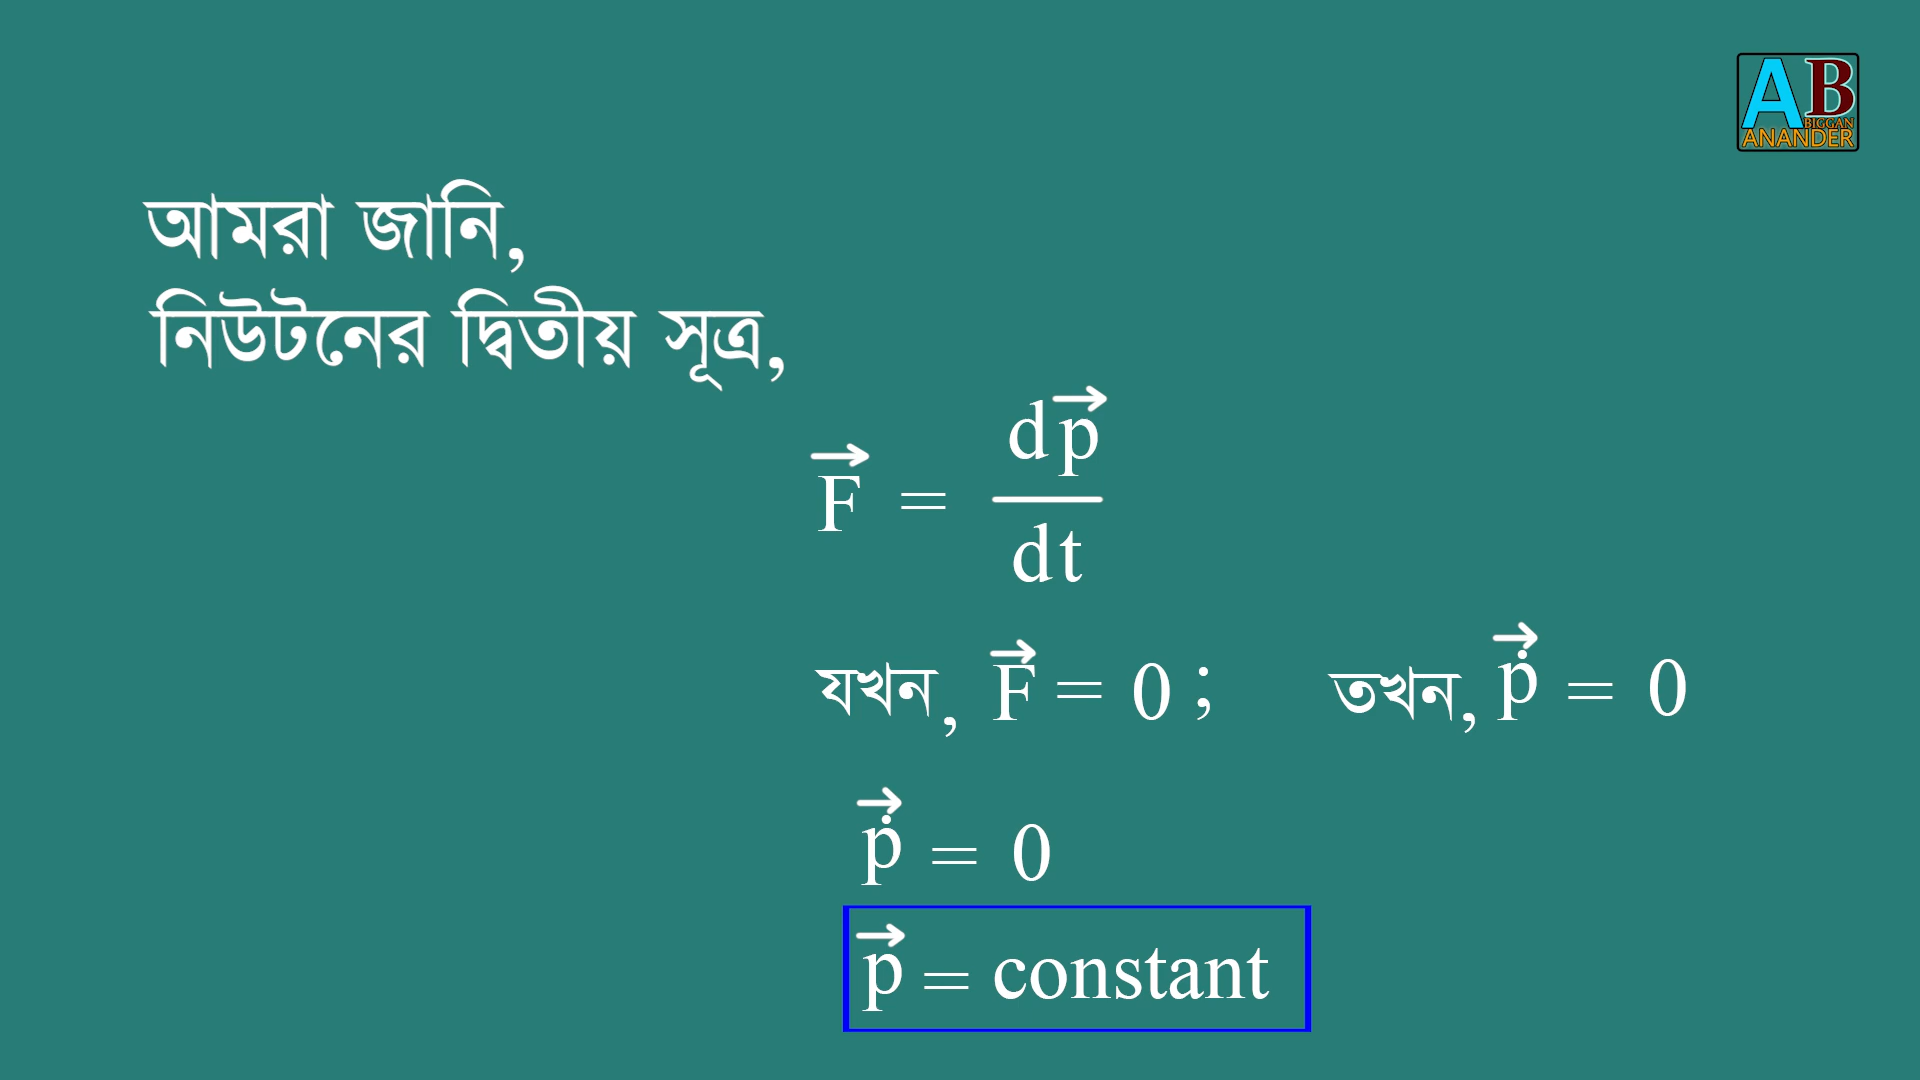 AB
BIGGAN
ANANDER
আমরা জানি,
নিউটনের দ্বিতীয় সূত্র,
F⃗ = dp⃗/dt
যখন, F⃗ = 0 ; তখন, ṗ⃗ = 0
ṗ⃗ = 0
p⃗ = constant